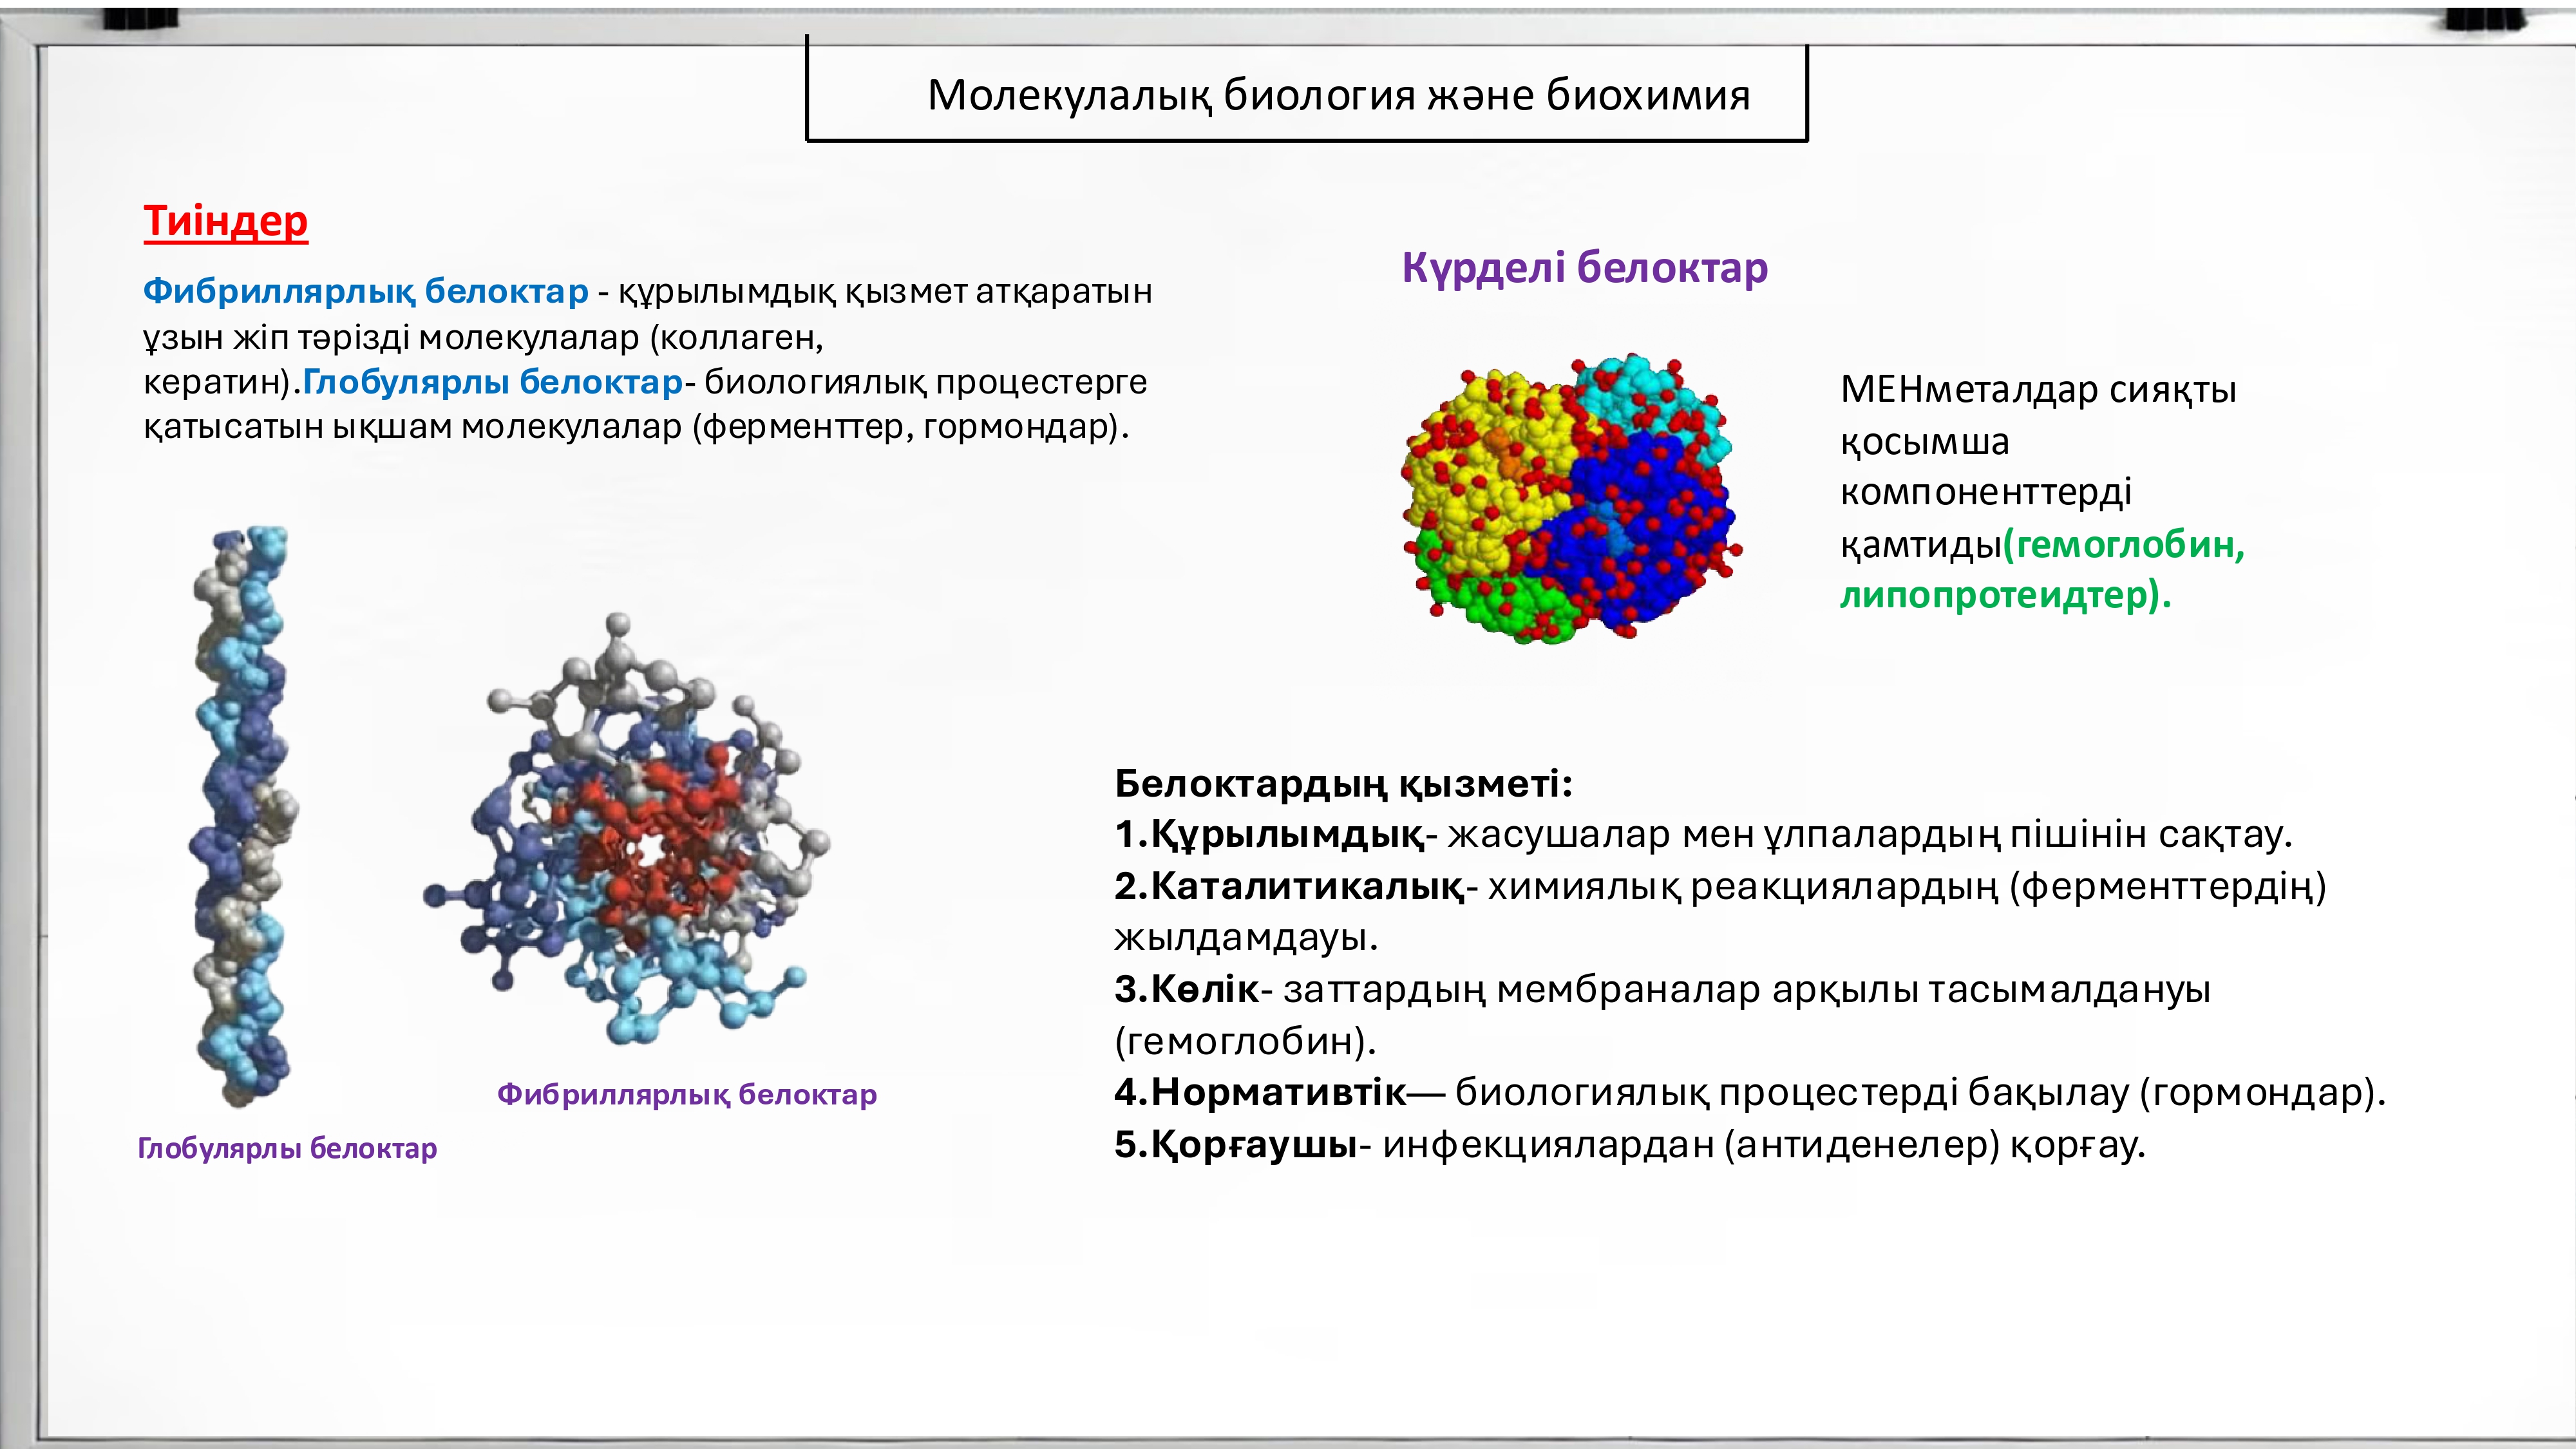 Молекулалық биология және биохимия
Тиіндер
Фибриллярлық белоктар - құрылымдық қызмет атқаратын
ұзын жіп тәрізді молекулалар (коллаген,
кератин).Глобулярлы белоктар- биологиялық процестерге
қатысатын ықшам молекулалар (ферменттер, гормондар).
Күрделі белоктар
МЕНметалдар сияқты
қосымша
компоненттерді
қамтиды(гемоглобин,
липопротеидтер).
Фибриллярлық белоктар
Глобулярлы белоктар
Белоктардың қызметі:
1.Құрылымдық- жасушалар мен ұлпалардың пішінін сақтау.
2.Каталитикалық- химиялық реакциялардың (ферменттердің)
жылдамдауы.
3.Көлік- заттардың мембраналар арқылы тасымалдануы
(гемоглобин).
4.Нормативтік— биологиялық процестерді бақылау (гормондар).
5.Қорғаушы- инфекциялардан (антиденелер) қорғау.